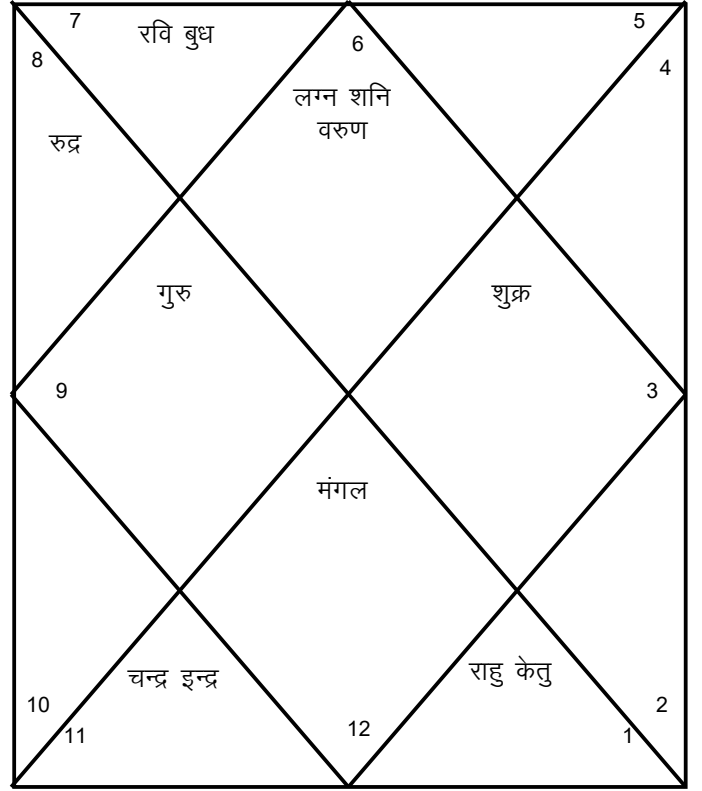 7
रवि बुध
6
5
8
4
लग्न शनि
वरुण
रुद्र
गुरु
शुक्र
9
3
मंगल
चन्द्र इन्द्र
राहु केतु
10
2
11
12
1